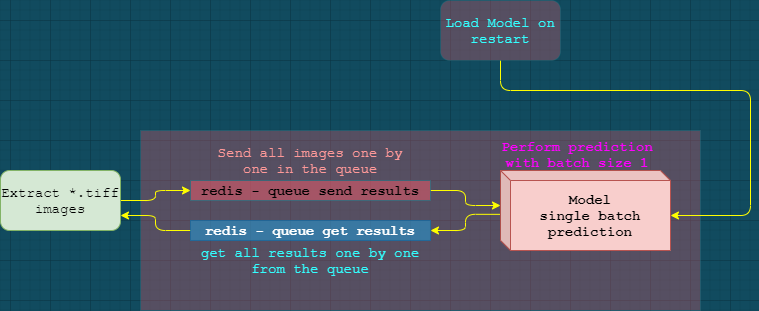 Load Model on
restart
Send all images one by
one in the queue
Perform prediction
with batch size 1
Extract *.tiff
images
redis - queue send results
Model
single batch
prediction
redis - queue get results
get all results one by one
from the queue